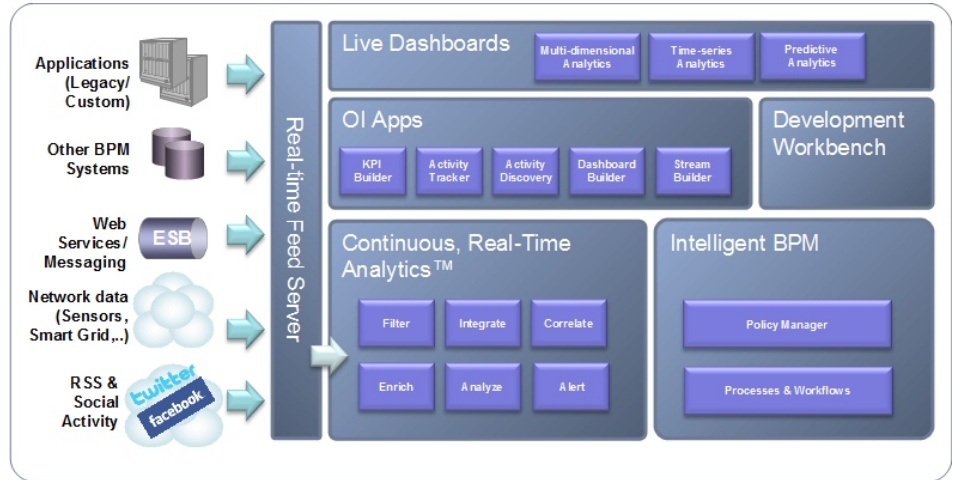 Applications
(Legacy/
Custom)
Other BPM
Systems
Web
Services/
Messaging
ESB
Network data
(Sensors,
Smart Grid,..)
RSS &
Social
Activity
twitter
facebook
Real-time Feed Server
Live Dashboards
Multi-dimensional
Analytics
Time-series
Analytics
Predictive
Analytics
OI Apps
KPI
Builder
Activity
Tracker
Activity
Discovery
Dashboard
Builder
Stream
Builder
Development
Workbench
Continuous, Real-Time
Analytics™
Filter
Integrate
Correlate
Enrich
Analyze
Alert
Intelligent BPM
Policy Manager
Processes & Workflows